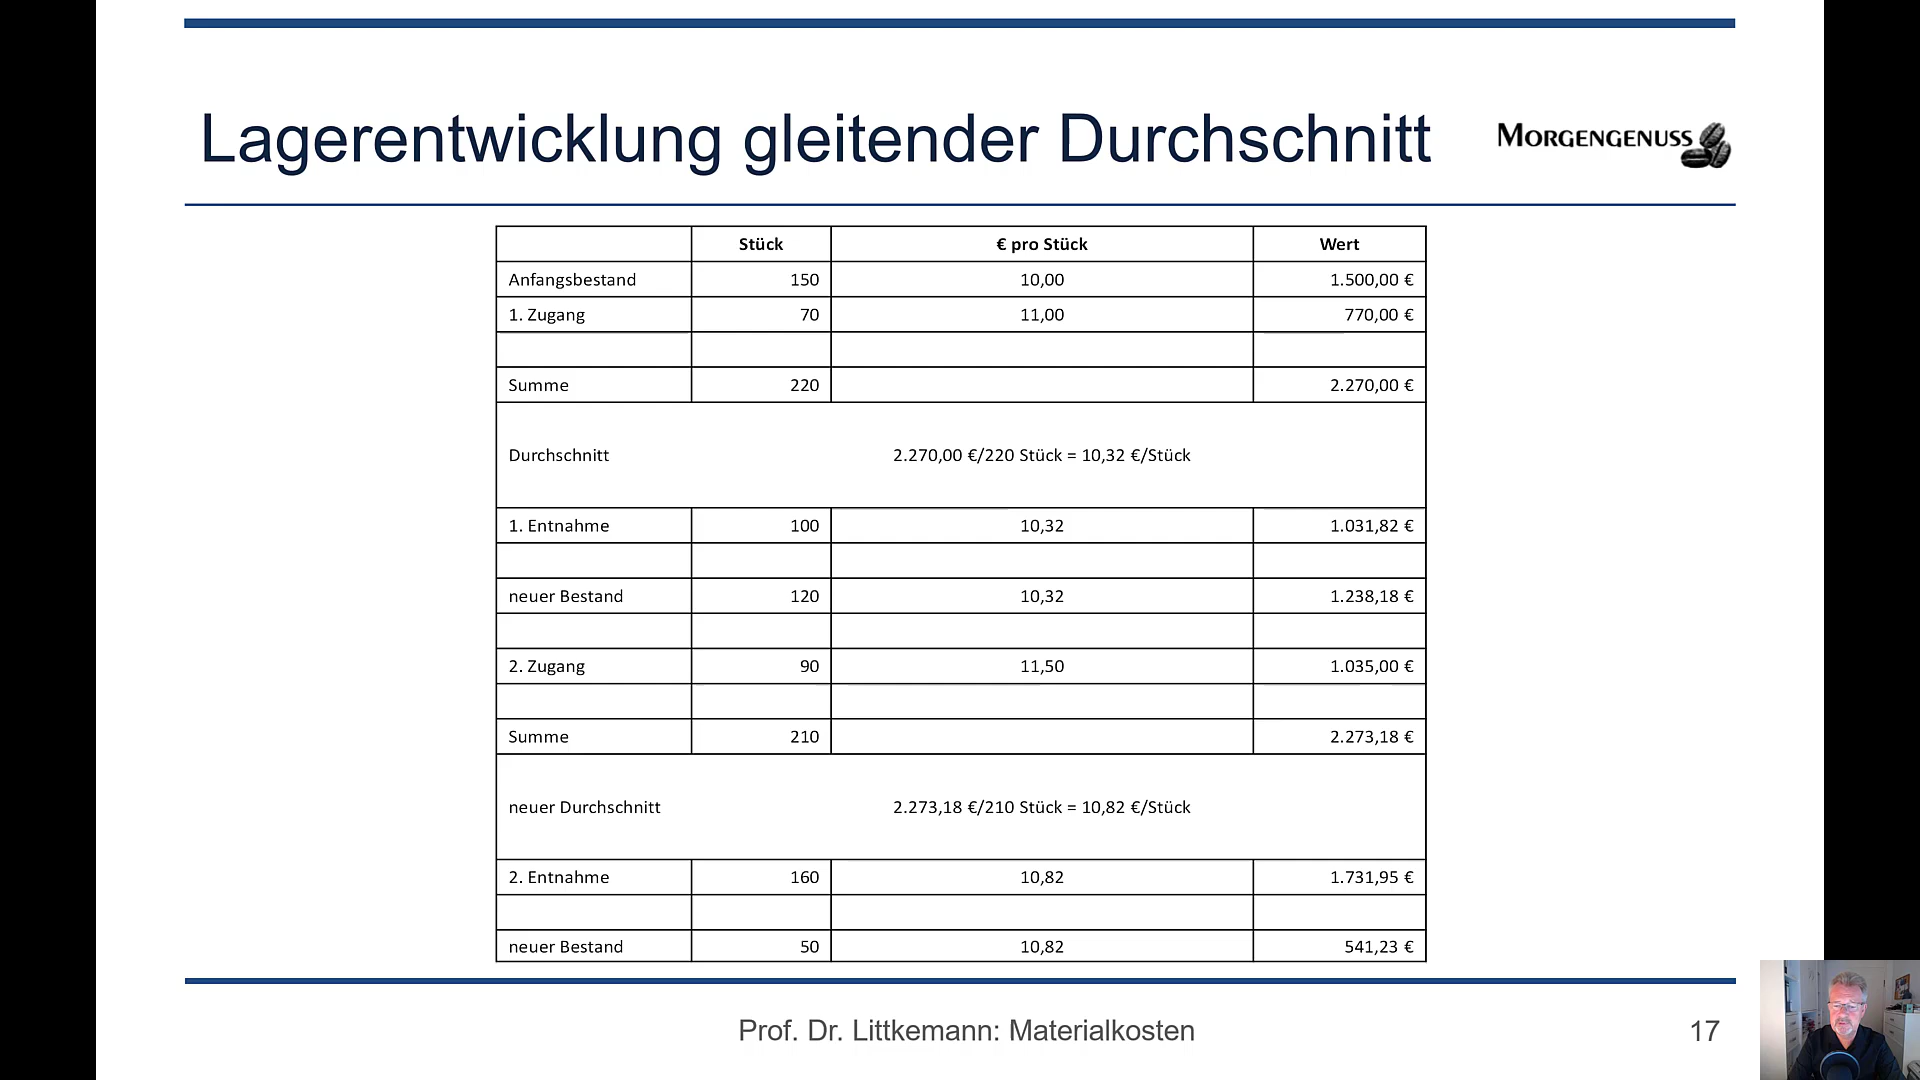 Lagerentwicklung gleitender Durchschnitt
MORGENGENUSS
Stück € pro Stück Wert
Anfangsbestand 150 10,00 1.500,00 €
1. Zugang 70 11,00 770,00 €
Summe 220 2.270,00 €
Durchschnitt 2.270,00 €/220 Stück = 10,32 €/Stück
1. Entnahme 100 10,32 1.031,82 €
neuer Bestand 120 10,32 1.238,18 €
2. Zugang 90 11,50 1.035,00 €
Summe 210 2.273,18 €
neuer Durchschnitt 2.273,18 €/210 Stück = 10,82 €/Stück
2. Entnahme 160 10,82 1.731,95 €
neuer Bestand 50 10,82 541,23 €
Prof. Dr. Littkemann: Materialkosten 17